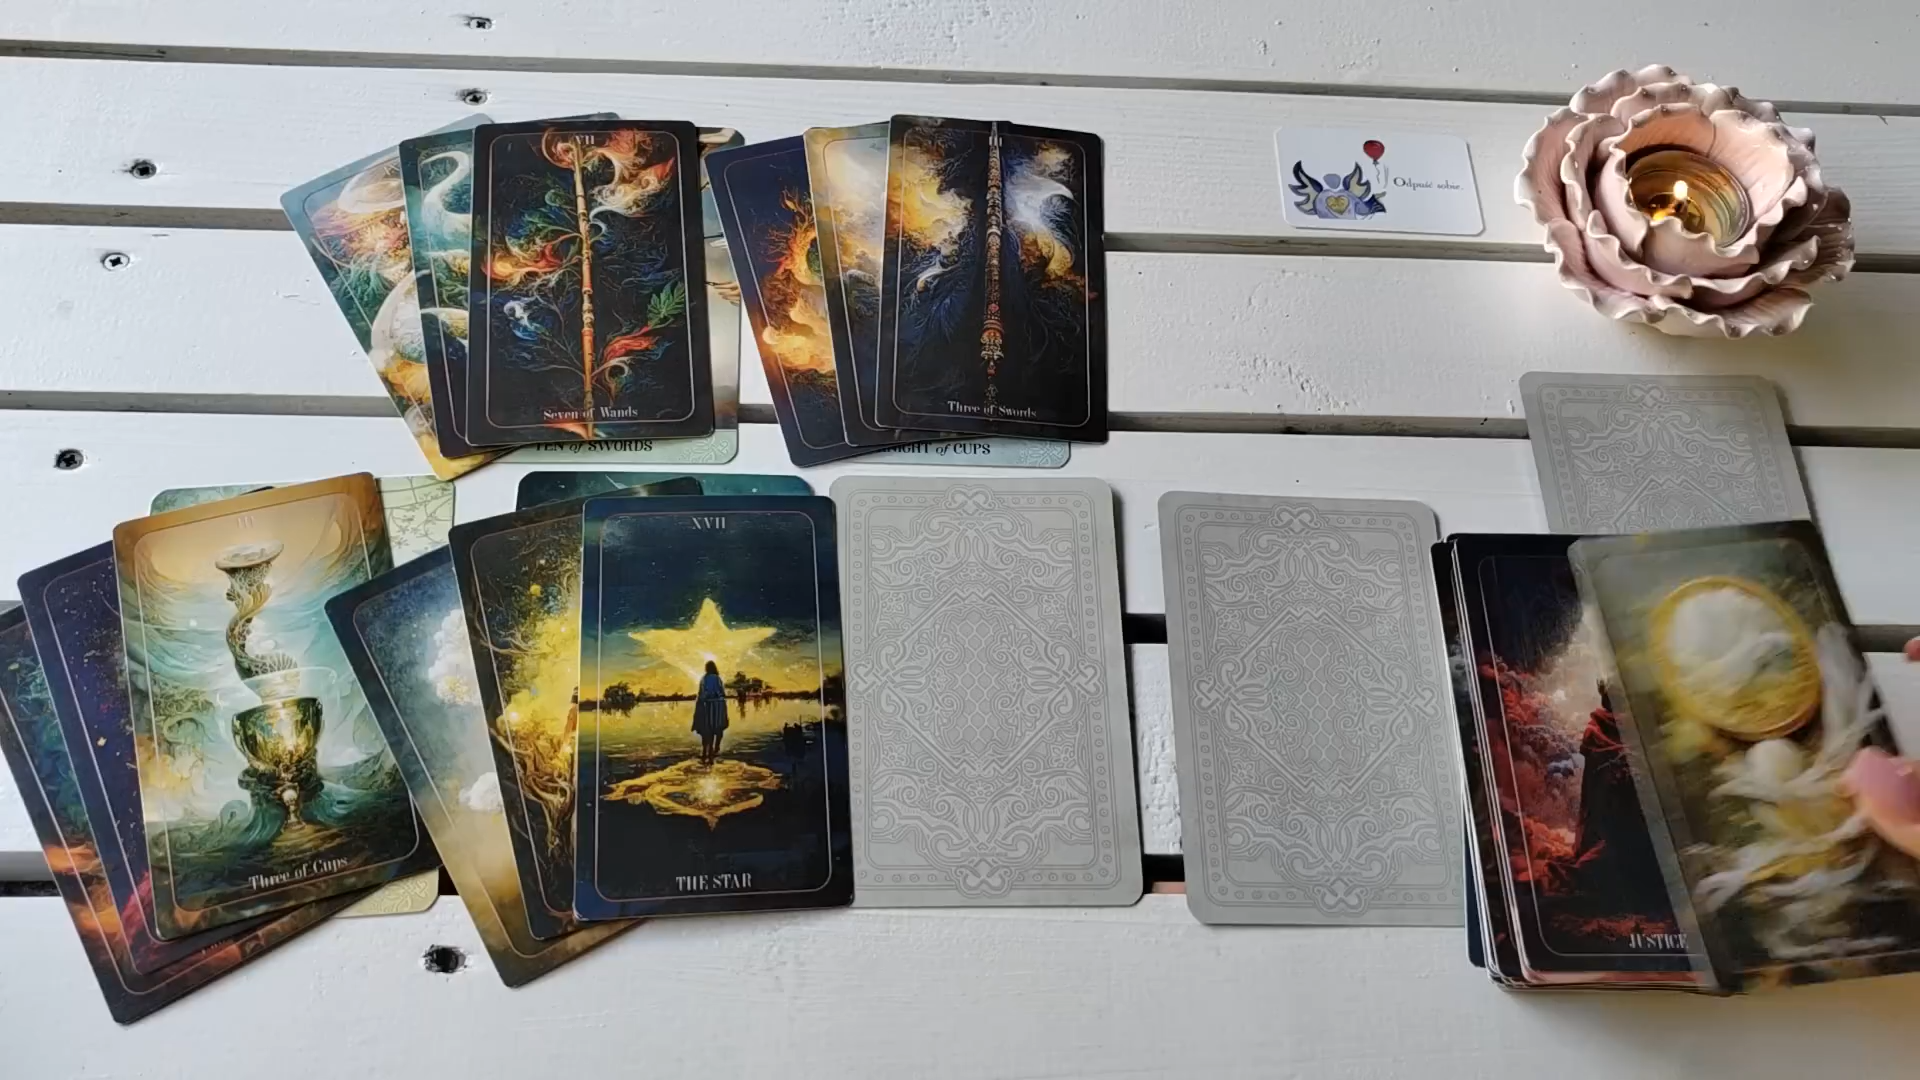 VII
Seven of Wands
TEN of SWORDS
III
Three of Swords
KNIGHT of CUPS
Odpuść sobie.
III
Three of Cups
XVII
THE STAR
JUSTICE